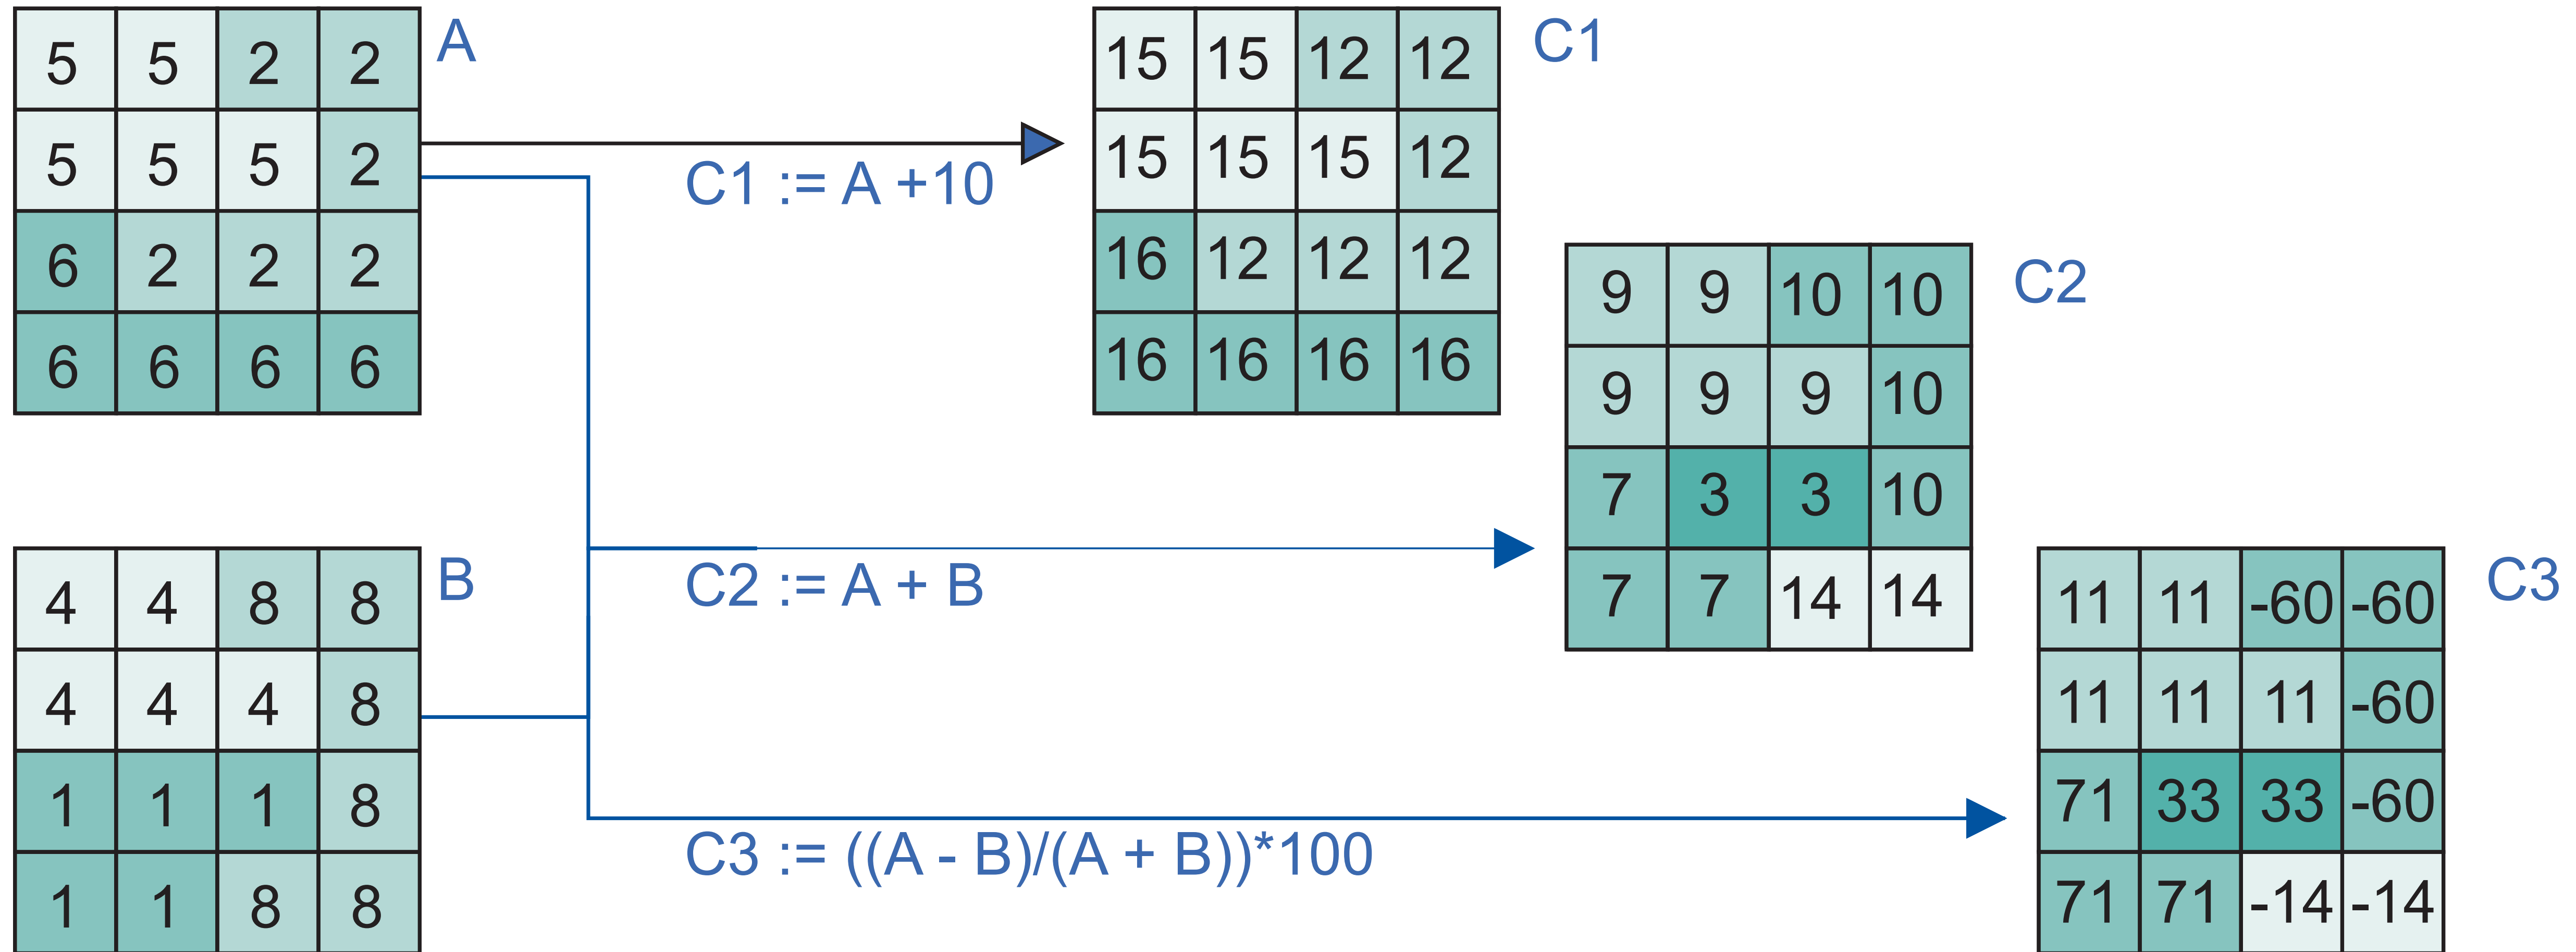 5 5 2 2 A
5 5 5 2
6 2 2 2
6 6 6 6
C1 := A +10
15 15 12 12 C1
15 15 15 12
16 12 12 12
16 16 16 16
4 4 8 8 B
4 4 4 8
1 1 1 8
1 1 8 8
C2 := A + B
9 9 10 10 C2
9 9 9 10
7 3 3 10
7 7 14 14
C3 := ((A - B)/(A + B))*100
11 11 -60 -60 C3
11 11 11 -60
71 33 33 -60
71 71 -14 -14